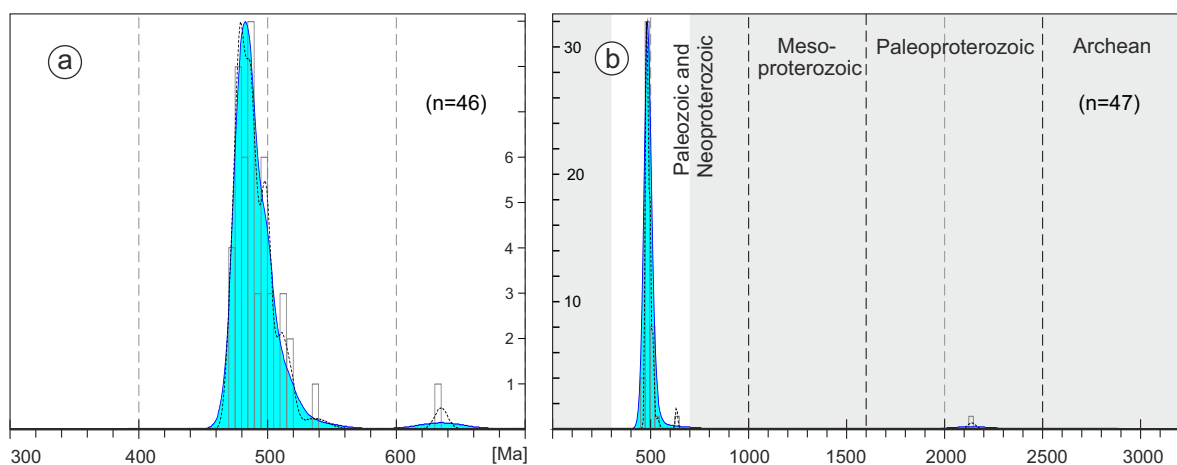 a
(n=46)
6
5
4
3
2
1
300
400
500
600
[Ma]
b
30
20
10
Paleozoic and
Neoproterozoic
Meso-
proterozoic
Paleoproterozoic
Archean
(n=47)
500
1000
1500
2000
2500
3000